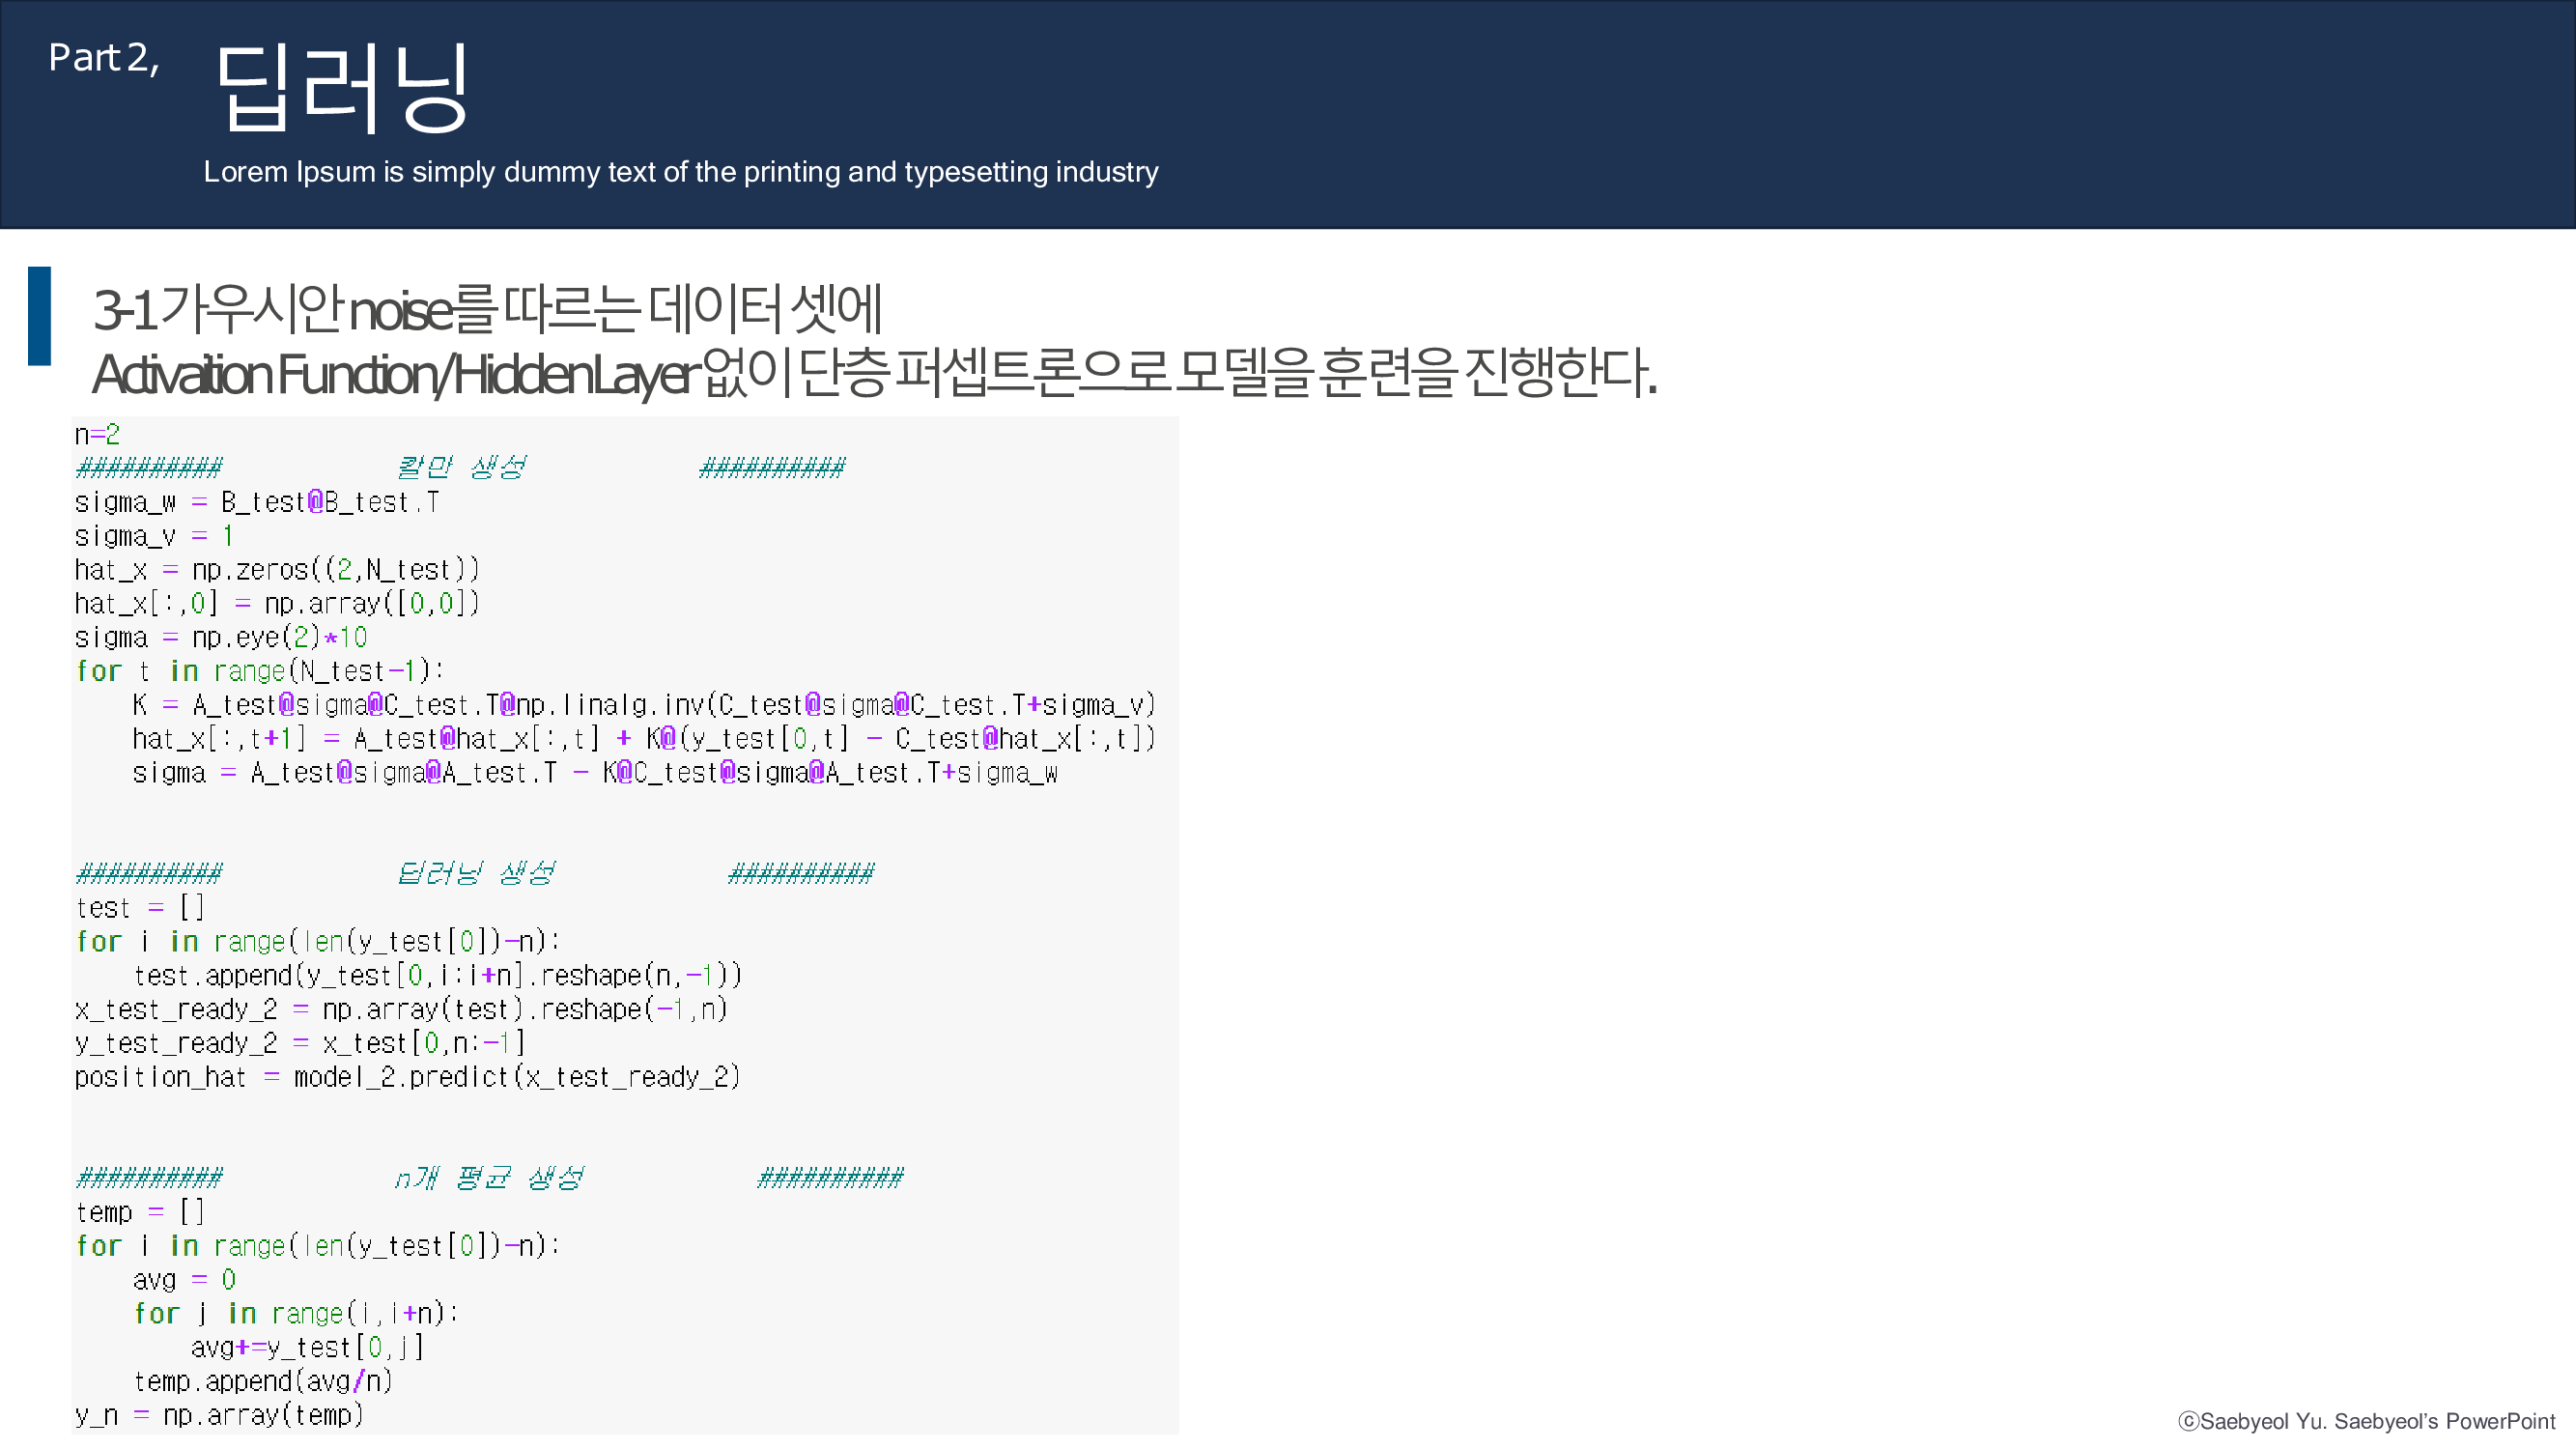 Part 2,
딥러닝
Lorem Ipsum is simply dummy text of the printing and typesetting industry
3-1 가우시안 noise를 따르는 데이터 셋에
Activaition Function/Hidden Layer 없이 단층 퍼셉트론으로 모델을 훈련을 진행한다.
n=2
########## 칼만 생성 ##########
sigma_w = B_test@B_test.T
sigma_v = 1
hat_x = np.zeros((2,N_test))
hat_x[:,0] = np.array([0,0])
sigma = np.eye(2)*10
for t in range(N_test-1):
    K = A_test@sigma@C_test.T@np.linalg.inv(C_test@sigma@C_test.T+sigma_v)
    hat_x[:,t+1] = A_test@hat_x[:,t] + K@(y_test[0,t] - C_test@hat_x[:,t])
    sigma = A_test@sigma@A_test.T - K@C_test@sigma@A_test.T+sigma_w
########## 딥러닝 생성 ##########
test = []
for i in range(len(y_test[0])-n):
    test.append(y_test[0,i:i+n].reshape(n,-1))
x_test_ready_2 = np.array(test).reshape(-1,n)
y_test_ready_2 = x_test[0,n:-1]
position_hat = model_2.predict(x_test_ready_2)
########## n개 평균 생성 ##########
temp = []
for i in range(len(y_test[0])-n):
    avg = 0
    for j in range(i,i+n):
        avg+=y_test[0,j]
    temp.append(avg/n)
y_n = np.array(temp)
ⓒSaebyeol Yu. Saebyeol's PowerPoint